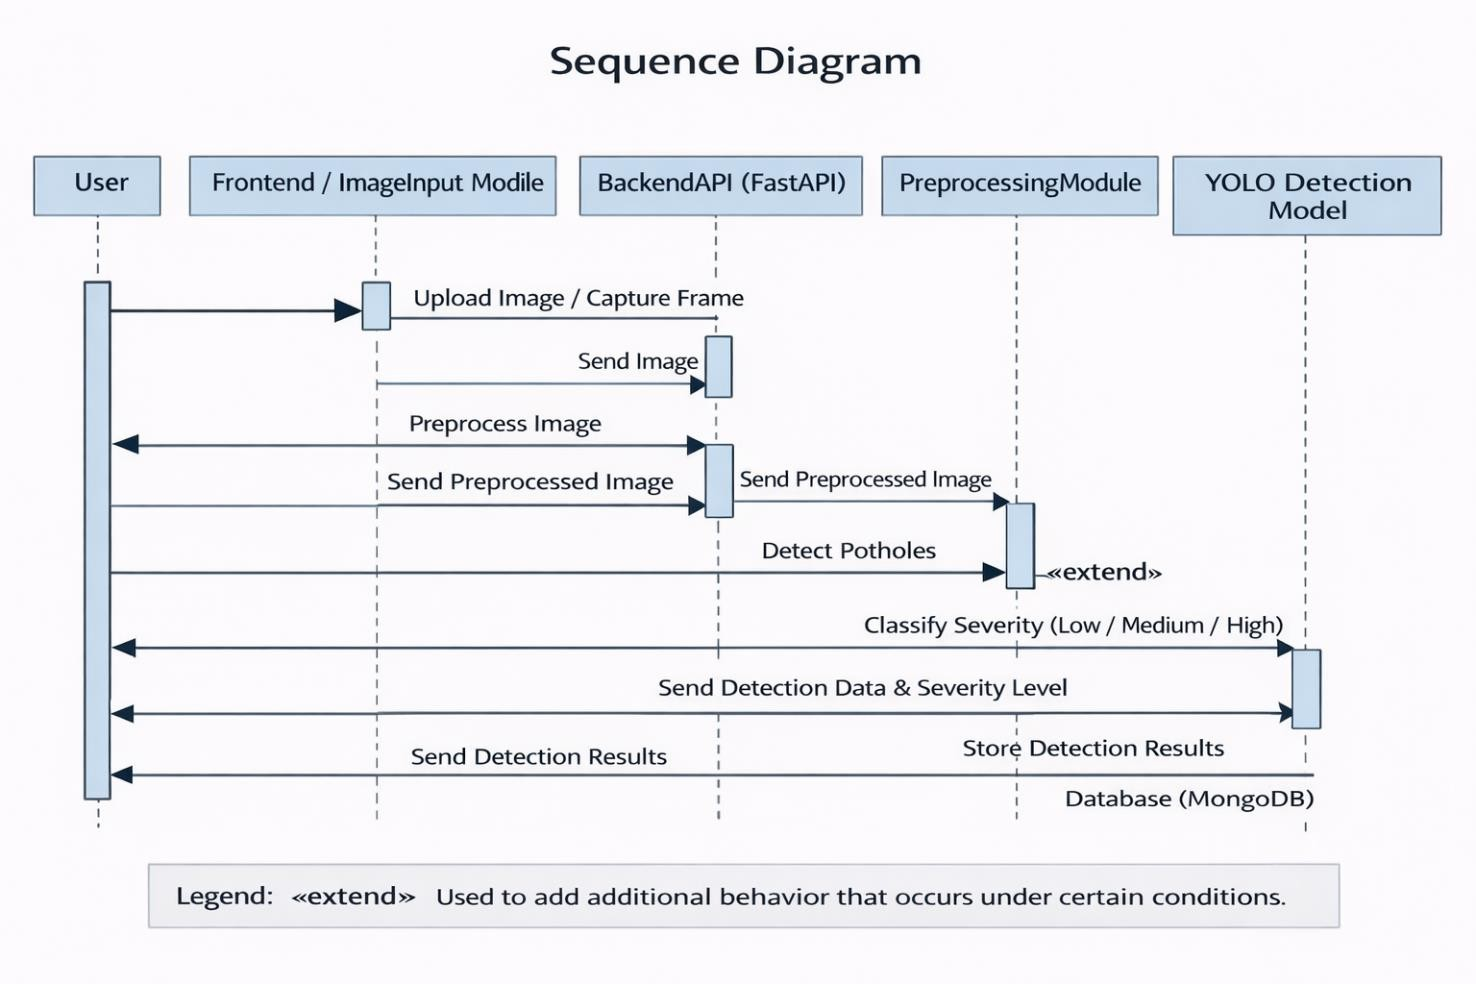 Sequence Diagram
User
Frontend / ImageInput Modile
BackendAPI (FastAPI)
PreprocessingModule
YOLO Detection
Model
Upload Image / Capture Frame
Send Image
Preprocess Image
Send Preprocessed Image
Send Preprocessed Image
Detect Potholes
«extend»
Classify Severity (Low / Medium / High)
Send Detection Data & Severity Level
Send Detection Results
Store Detection Results
Database (MongoDB)
Legend: «extend» Used to add additional behavior that occurs under certain conditions.